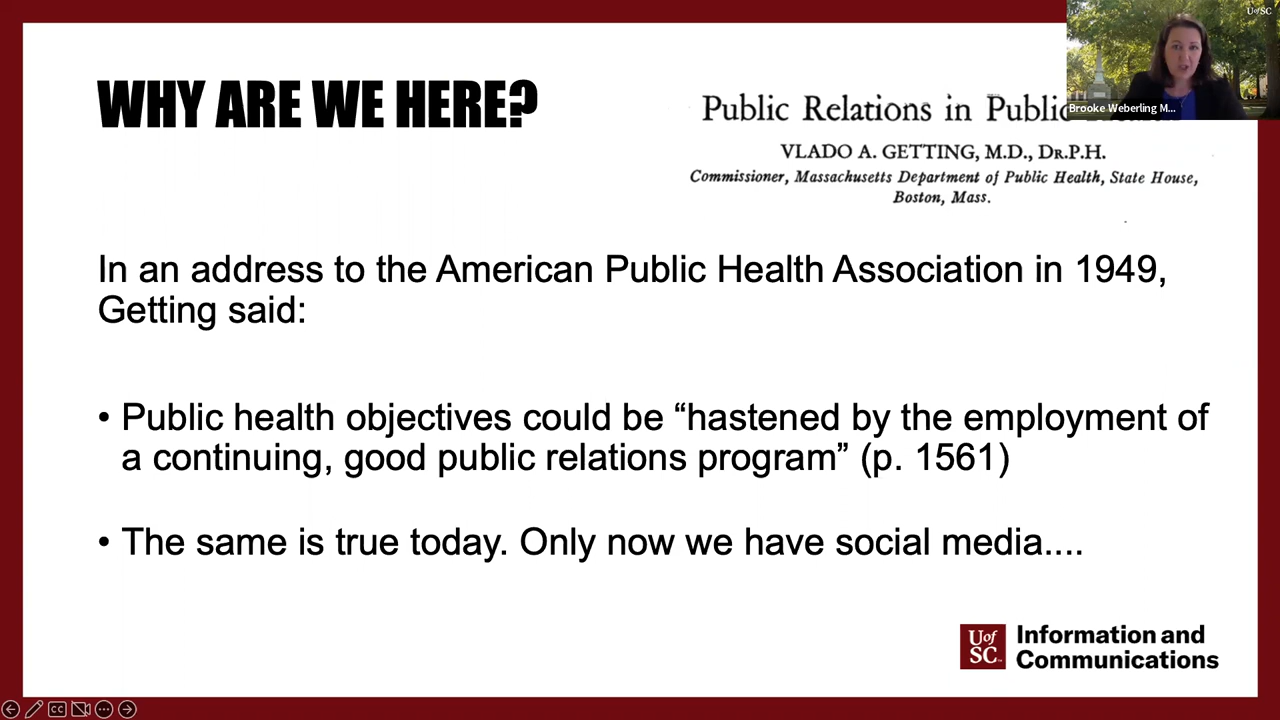 UofSC
Brooke Weberling M...
WHY ARE WE HERE?
Public Relations in Public
VLADO A. GETTING, M.D., DR.P.H.
Commissioner, Massachusetts Department of Public Health, State House,
Boston, Mass.
In an address to the American Public Health Association in 1949,
Getting said:
• Public health objectives could be “hastened by the employment of
a continuing, good public relations program” (p. 1561)
• The same is true today. Only now we have social media....
UofSC
Information and
Communications
CC